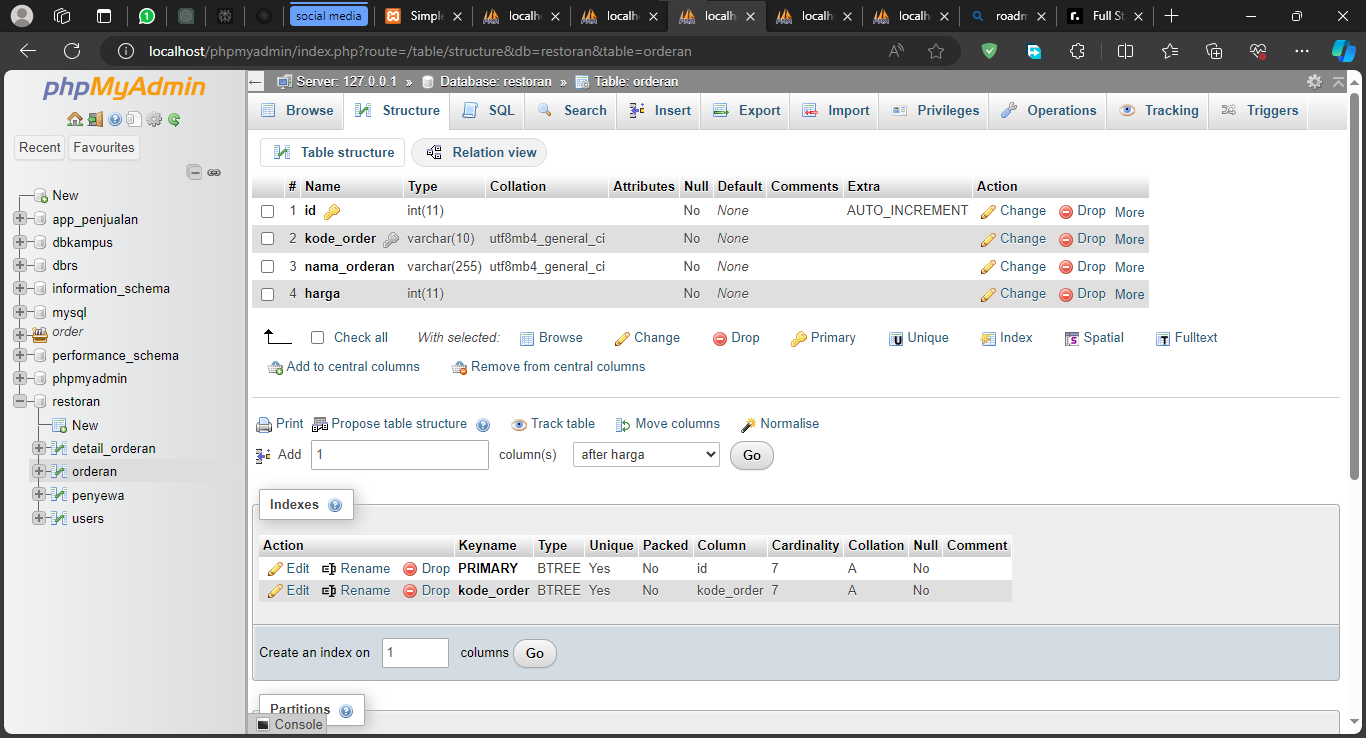 social media
Simple
localh
localh
localh
localh
localh
roadm
r.
Full St
localhost/phpmyadmin/index.php?route=/table/structure&db=restoran&table=orderan
phpMyAdmin
Recent Favourites
New
app_penjualan
dbkampus
dbrs
information_schema
mysql
order
performance_schema
phpmyadmin
restoran
New
detail_orderan
orderan
penyewa
users
Server: 127.0.0.1 » Database: restoran » Table: orderan
Browse Structure SQL Search Insert Export Import Privileges Operations Tracking Triggers
Table structure Relation view
# Name Type Collation Attributes Null Default Comments Extra Action
1 id int(11) No None AUTO_INCREMENT Change Drop More
2 kode_order varchar(10) utf8mb4_general_ci No None Change Drop More
3 nama_orderan varchar(255) utf8mb4_general_ci No None Change Drop More
4 harga int(11) No None Change Drop More
Check all With selected: Browse Change Drop Primary Unique Index Spatial Fulltext
Add to central columns Remove from central columns
Print Propose table structure Track table Move columns Normalise
Add 1 column(s) after harga Go
Indexes
Action Keyname Type Unique Packed Column Cardinality Collation Null Comment
Edit Rename Drop PRIMARY BTREE Yes No id 7 A No
Edit Rename Drop kode_order BTREE Yes No kode_order 7 A No
Create an index on 1 columns Go
Partitions
Console